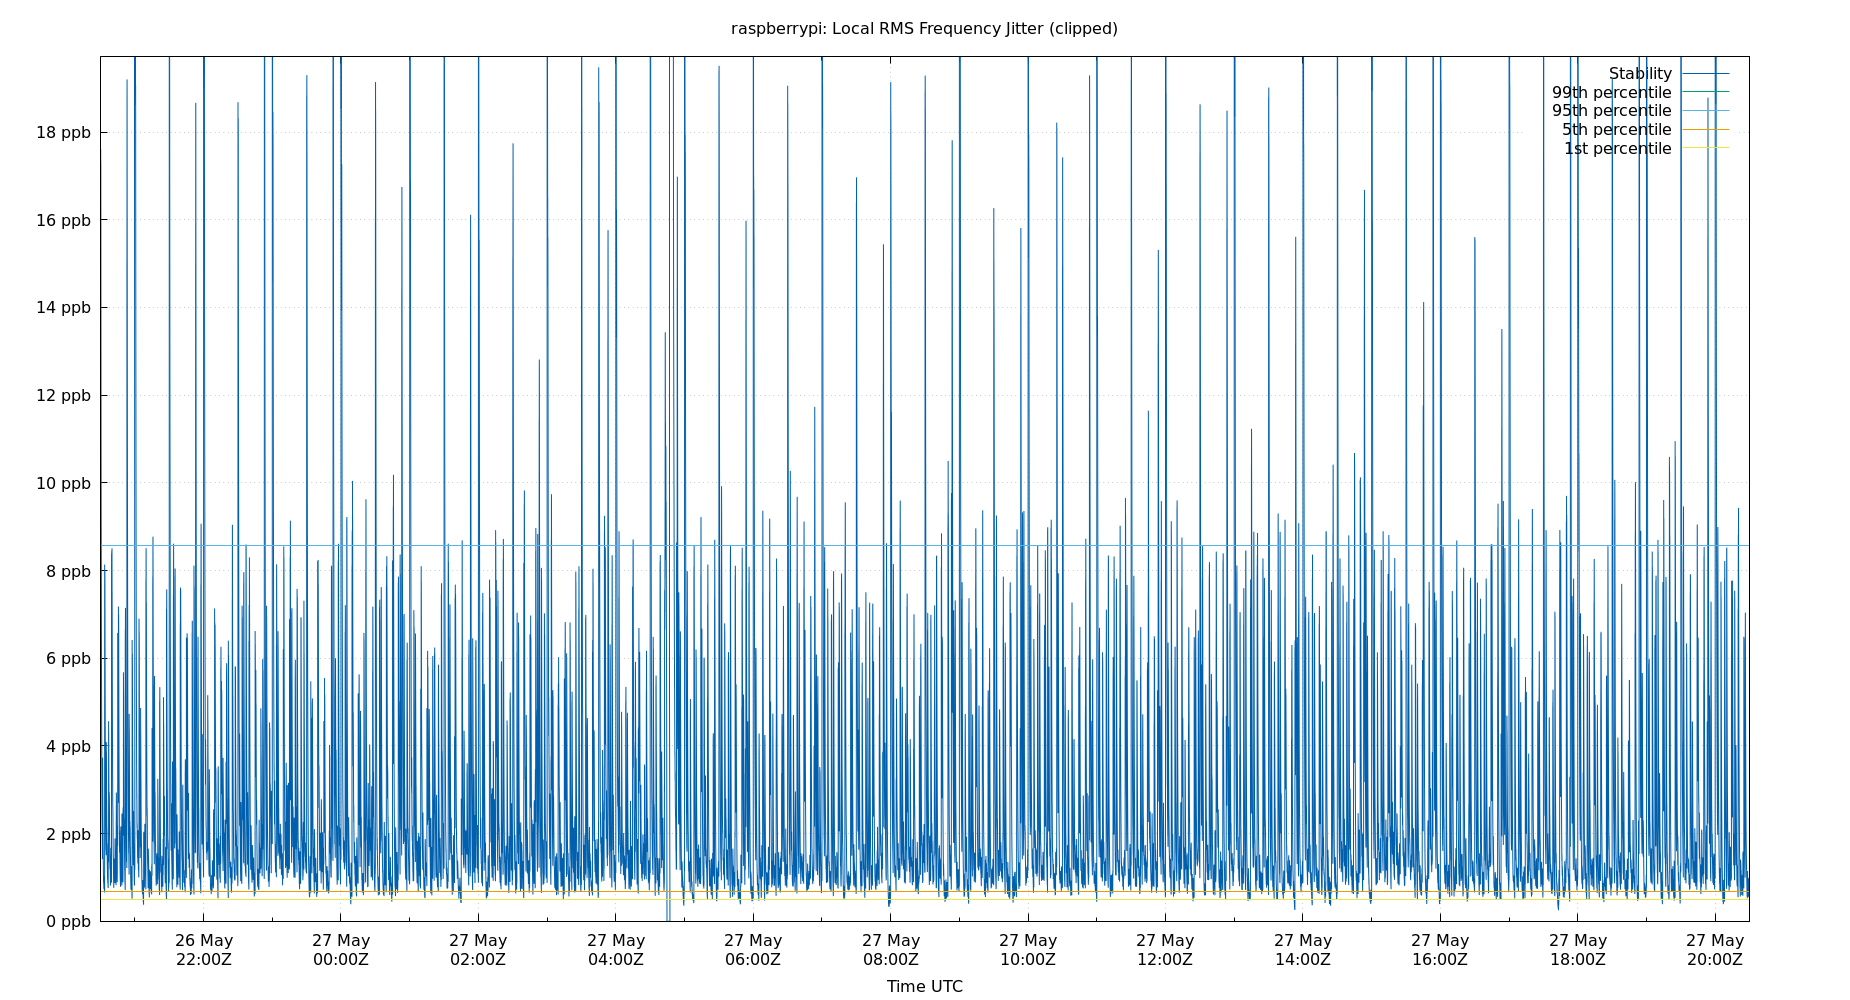 raspberrypi: Local RMS Frequency Jitter (clipped)
Stability
99th percentile
95th percentile
5th percentile
1st percentile
18 ppb
16 ppb
14 ppb
12 ppb
10 ppb
8 ppb
6 ppb
4 ppb
2 ppb
0 ppb
26 May 27 May 27 May 27 May 27 May 27 May 27 May 27 May 27 May 27 May 27 May 27 May
22:00Z 00:00Z 02:00Z 04:00Z 06:00Z 08:00Z 10:00Z 12:00Z 14:00Z 16:00Z 18:00Z 20:00Z
Time UTC